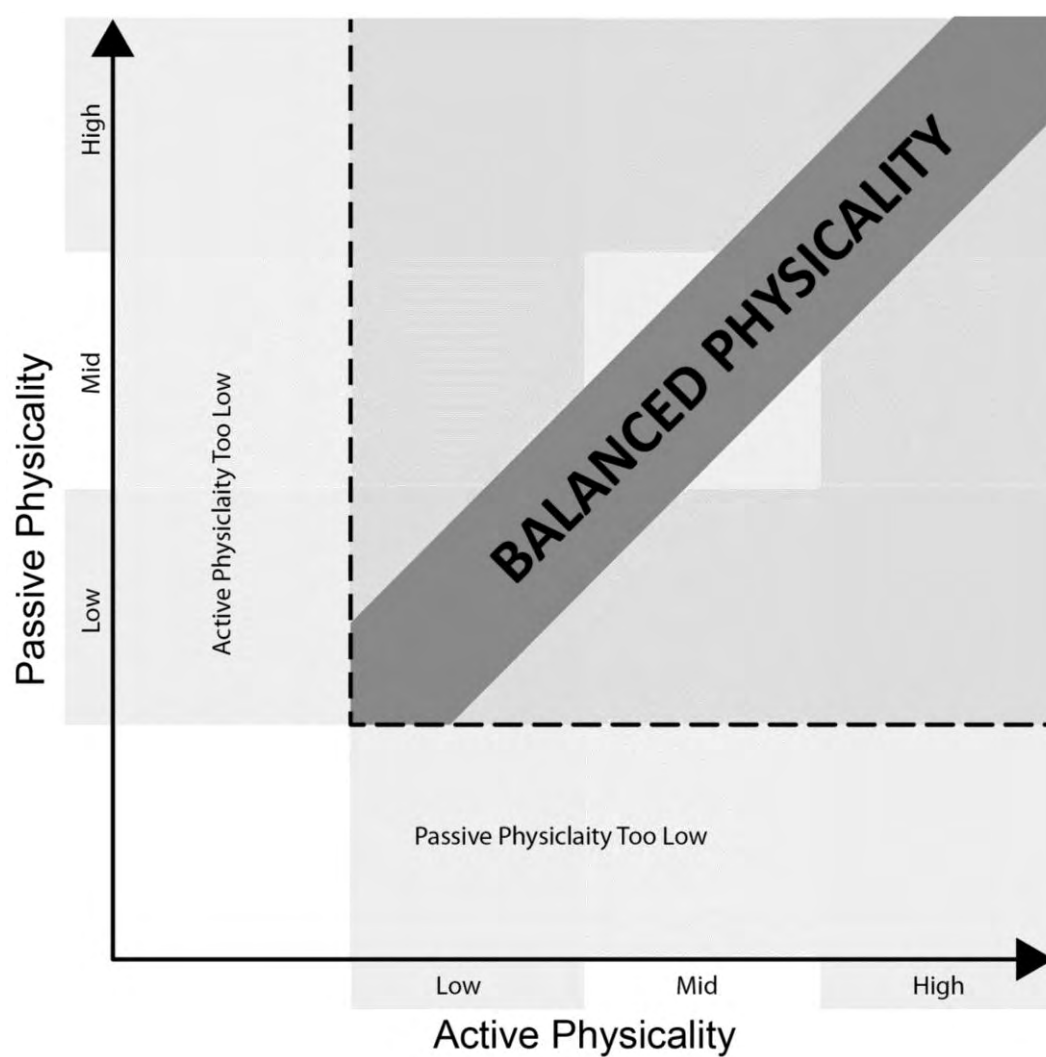 Passive Physicality
High
Mid
Low
Active Physiclaity Too Low
BALANCED PHYSICALITY
Passive Physiclaity Too Low
Low
Mid
High
Active Physicality